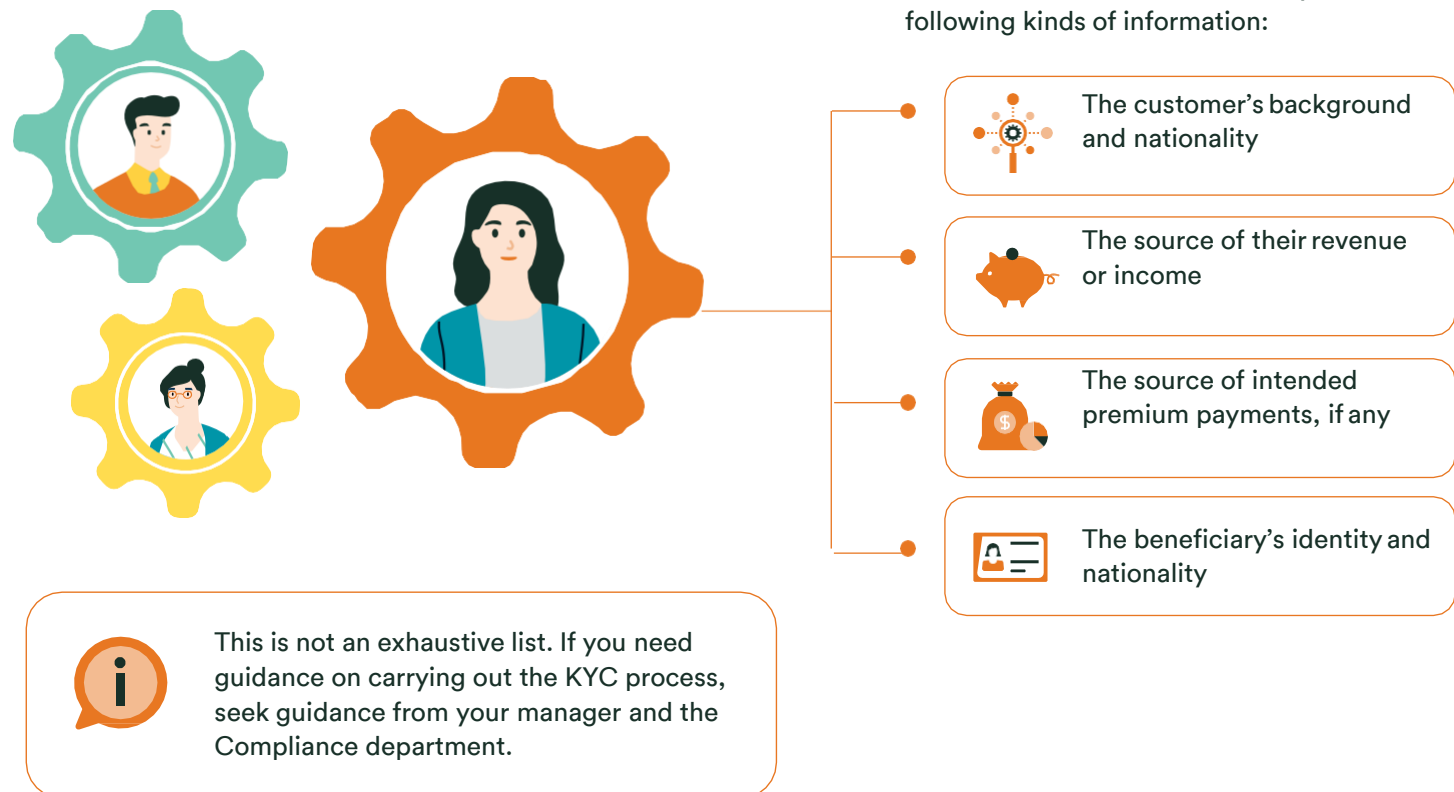 following kinds of information:
The customer's background
and nationality
The source of their revenue
or income
The source of intended
premium payments, if any
The beneficiary's identity and
nationality
This is not an exhaustive list. If you need
guidance on carrying out the KYC process,
seek guidance from your manager and the
Compliance department.
$